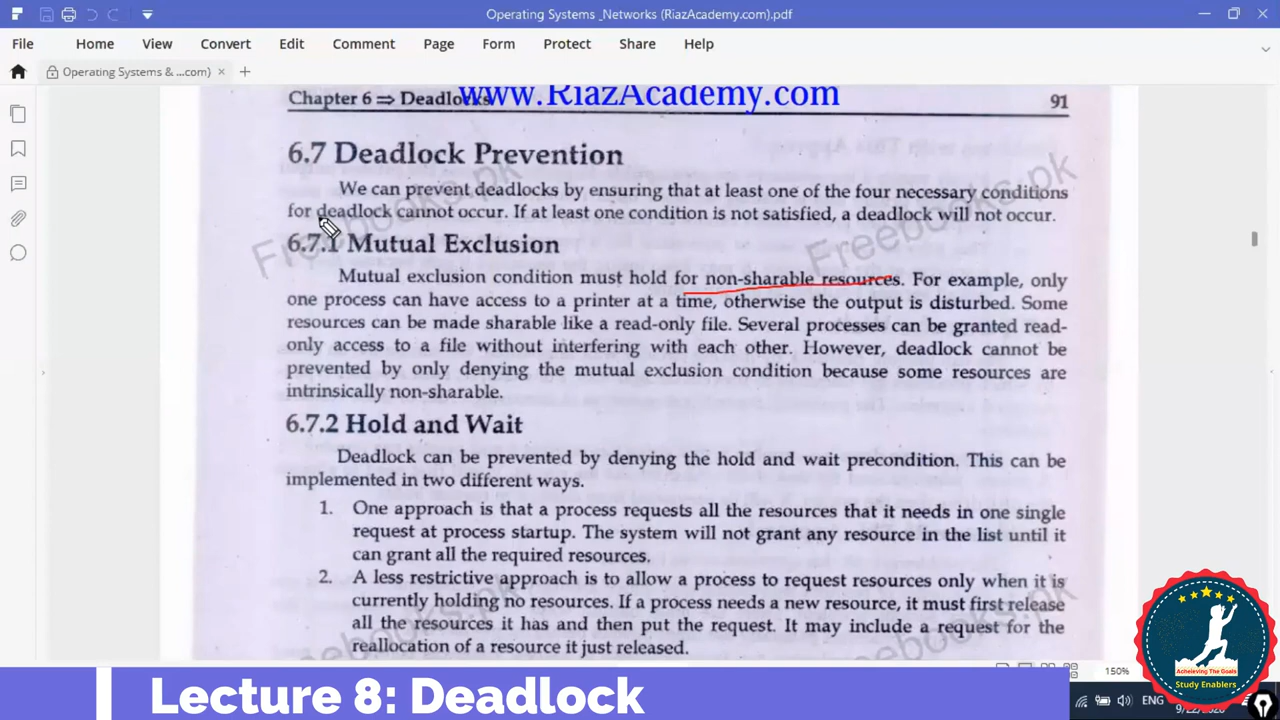 Operating Systems _Networks (RiazAcademy.com).pdf
File Home View Convert Edit Comment Page Form Protect Share Help
Operating Systems & ...com)
Chapter 6 ⇒ Deadlocks www.RiazAcademy.com 91
6.7 Deadlock Prevention
We can prevent deadlocks by ensuring that at least one of the four necessary conditions
for deadlock cannot occur. If at least one condition is not satisfied, a deadlock will not occur.
6.7.1 Mutual Exclusion
Mutual exclusion condition must hold for non-sharable resources. For example, only
one process can have access to a printer at a time, otherwise the output is disturbed. Some
resources can be made sharable like a read-only file. Several processes can be granted read-
only access to a file without interfering with each other. However, deadlock cannot be
prevented by only denying the mutual exclusion condition because some resources are
intrinsically non-sharable.
6.7.2 Hold and Wait
Deadlock can be prevented by denying the hold and wait precondition. This can be
implemented in two different ways.
1. One approach is that a process requests all the resources that it needs in one single
request at process startup. The system will not grant any resource in the list until it
can grant all the required resources.
2. A less restrictive approach is to allow a process to request resources only when it is
currently holding no resources. If a process needs a new resource, it must first release
all the resources it has and then put the request. It may include a request for the
reallocation of a resource it just released.
Freebooks.pk
Freebooks.pk
150%
Lecture 8: Deadlock
ENG
Acheieving The Goals
Study Enablers